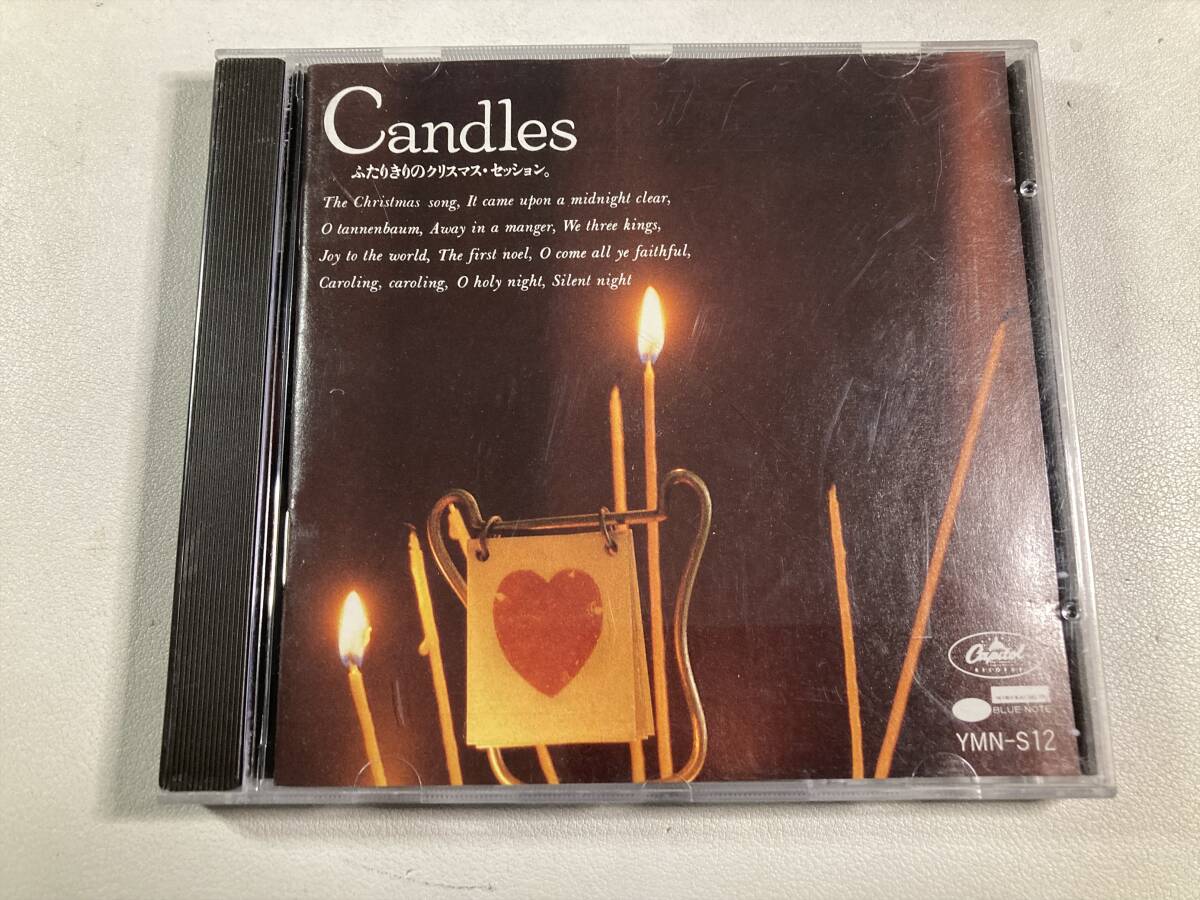 Candles
ふたりきりのクリスマス・セッション。
The Christmas song, It came upon a midnight clear,
O tannenbaum, Away in a manger, We three kings,
Joy to the world, The first noel, O come all ye faithful,
Caroling, caroling, O holy night, Silent night
Capitol
RECORDS
BLUE NOTE
YMN-S12